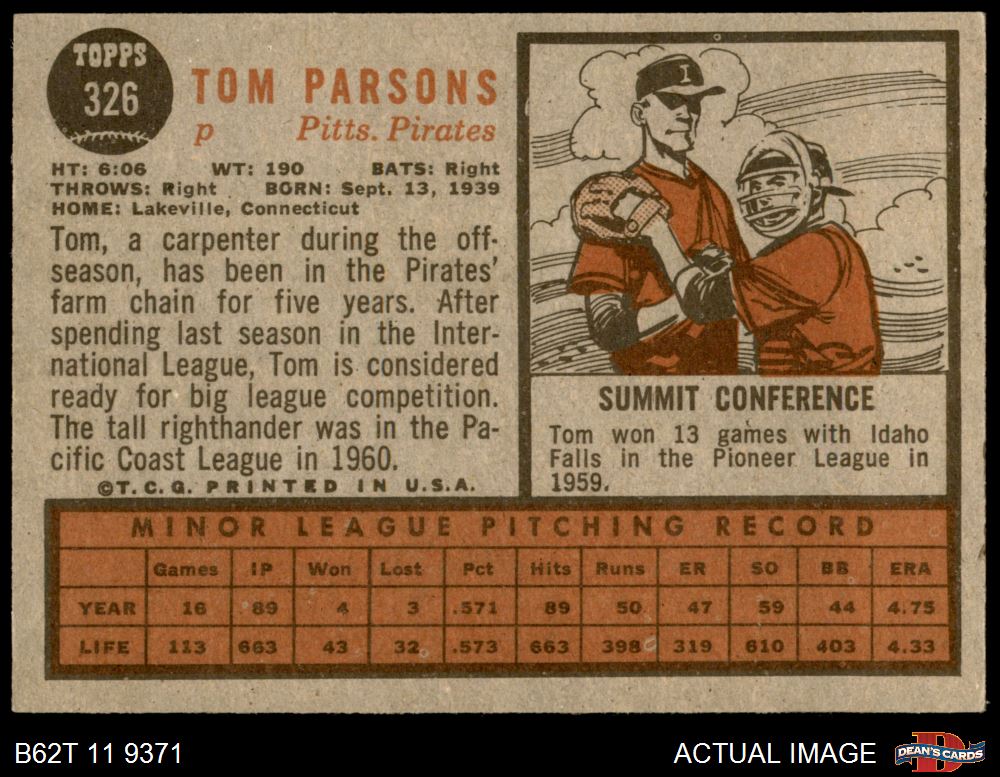 TOPPS
326
TOM PARSONS
p Pitts. Pirates
HT: 6:06 WT: 190 BATS: Right
THROWS: Right BORN: Sept. 13, 1939
HOME: Lakeville, Connecticut
Tom, a carpenter during the off-
season, has been in the Pirates'
farm chain for five years. After
spending last season in the Inter-
national League, Tom is considered
ready for big league competition.
The tall righthander was in the Pa-
cific Coast League in 1960.
©T.C.G. PRINTED IN U.S.A.
I
SUMMIT CONFERENCE
Tom won 13 games with Idaho
Falls in the Pioneer League in
1959.
MINOR LEAGUE PITCHING RECORD
Games IP Won Lost Pct Hits Runs ER SO BB ERA
YEAR 16 89 4 3 .571 89 50 47 59 44 4.75
LIFE 113 663 43 32 .573 663 398 319 610 403 4.33
B62T 11 9371 ACTUAL IMAGE DEAN'S CARDS